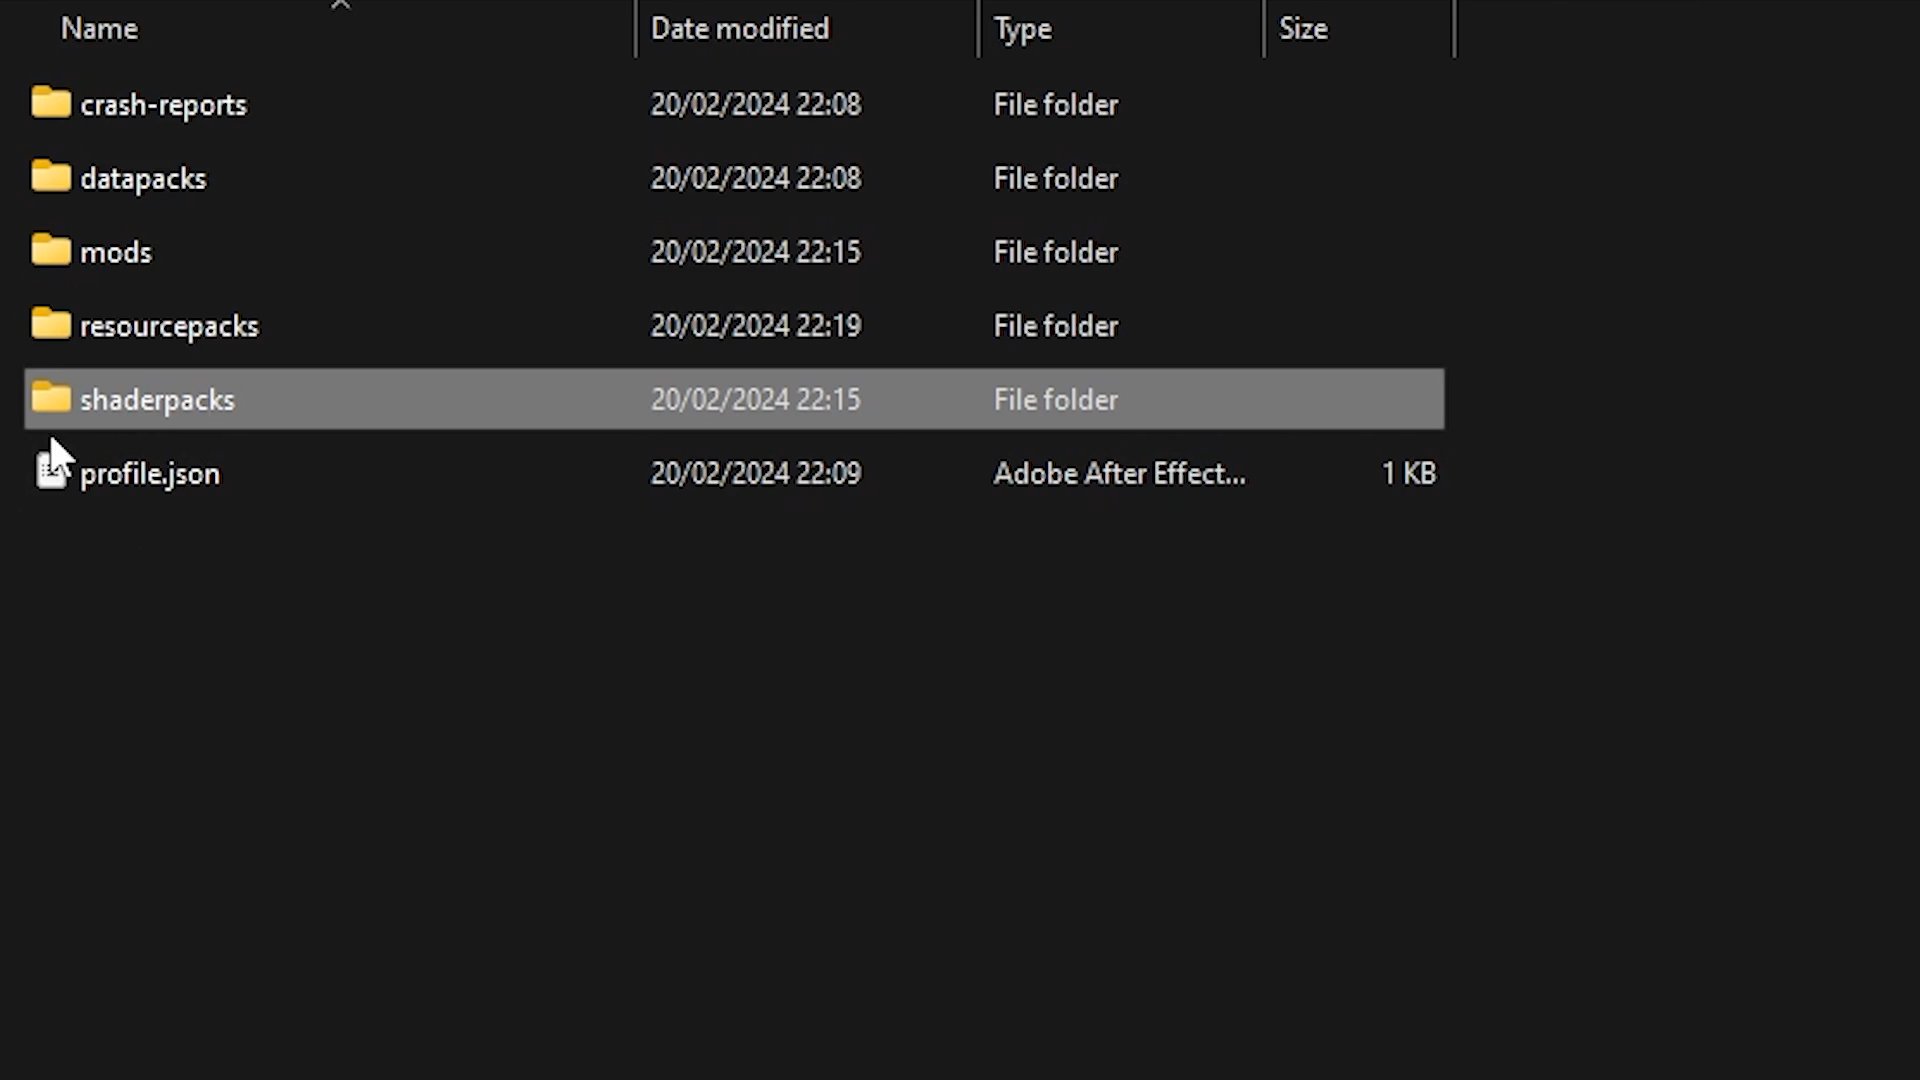 Name Date modified Type Size
crash-reports 20/02/2024 22:08 File folder
datapacks 20/02/2024 22:08 File folder
mods 20/02/2024 22:15 File folder
resourcepacks 20/02/2024 22:19 File folder
shaderpacks 20/02/2024 22:15 File folder
profile.json 20/02/2024 22:09 Adobe After Effect... 1 KB